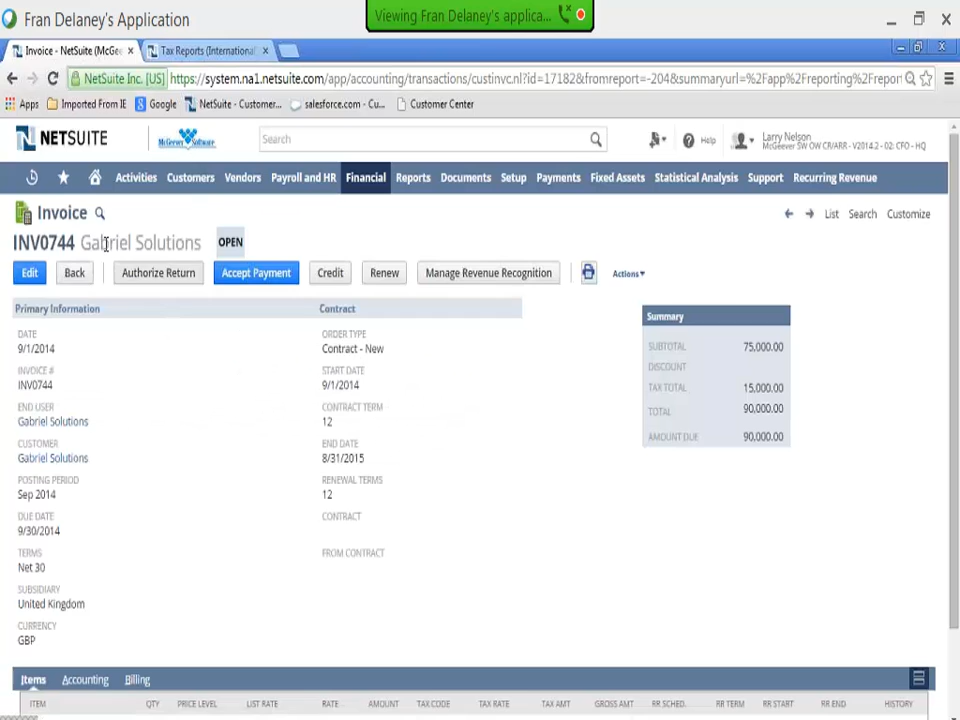 Fran Delaney's Application
Viewing Fran Delaney's applica...
Invoice - NetSuite (McGee
Tax Reports (International
NetSuite Inc. [US] https://system.na1.netsuite.com/app/accounting/transactions/custinvc.nl?id=17182&fromreport=-204&summaryurl=%2Fapp%2Freporting%2Frepor
Apps Imported From IE Google NetSuite - Customer... salesforce.com - Cu... Customer Center
NETSUITE McGeever Software Search Help Larry Nelson
McGeever SW OW CR/ARR - V2014.2 - 02: CFO - HQ
Activities Customers Vendors Payroll and HR Financial Reports Documents Setup Payments Fixed Assets Statistical Analysis Support Recurring Revenue
Invoice List Search Customize
INV0744 Gabriel Solutions OPEN
Edit Back Authorize Return Accept Payment Credit Renew Manage Revenue Recognition Actions
Primary Information
DATE
9/1/2014
INVOICE #
INV0744
END USER
Gabriel Solutions
CUSTOMER
Gabriel Solutions
POSTING PERIOD
Sep 2014
DUE DATE
9/30/2014
TERMS
Net 30
SUBSIDIARY
United Kingdom
CURRENCY
GBP
Contract
ORDER TYPE
Contract - New
START DATE
9/1/2014
CONTRACT TERM
12
END DATE
8/31/2015
RENEWAL TERMS
12
CONTRACT
FROM CONTRACT
Summary
SUBTOTAL 75,000.00
DISCOUNT
TAX TOTAL 15,000.00
TOTAL 90,000.00
AMOUNT DUE 90,000.00
Items Accounting Billing
ITEM QTY PRICE LEVEL LIST RATE RATE AMOUNT TAX CODE TAX RATE TAX AMT GROSS AMT RR SCHED. RR TERM RR START RR END HISTORY